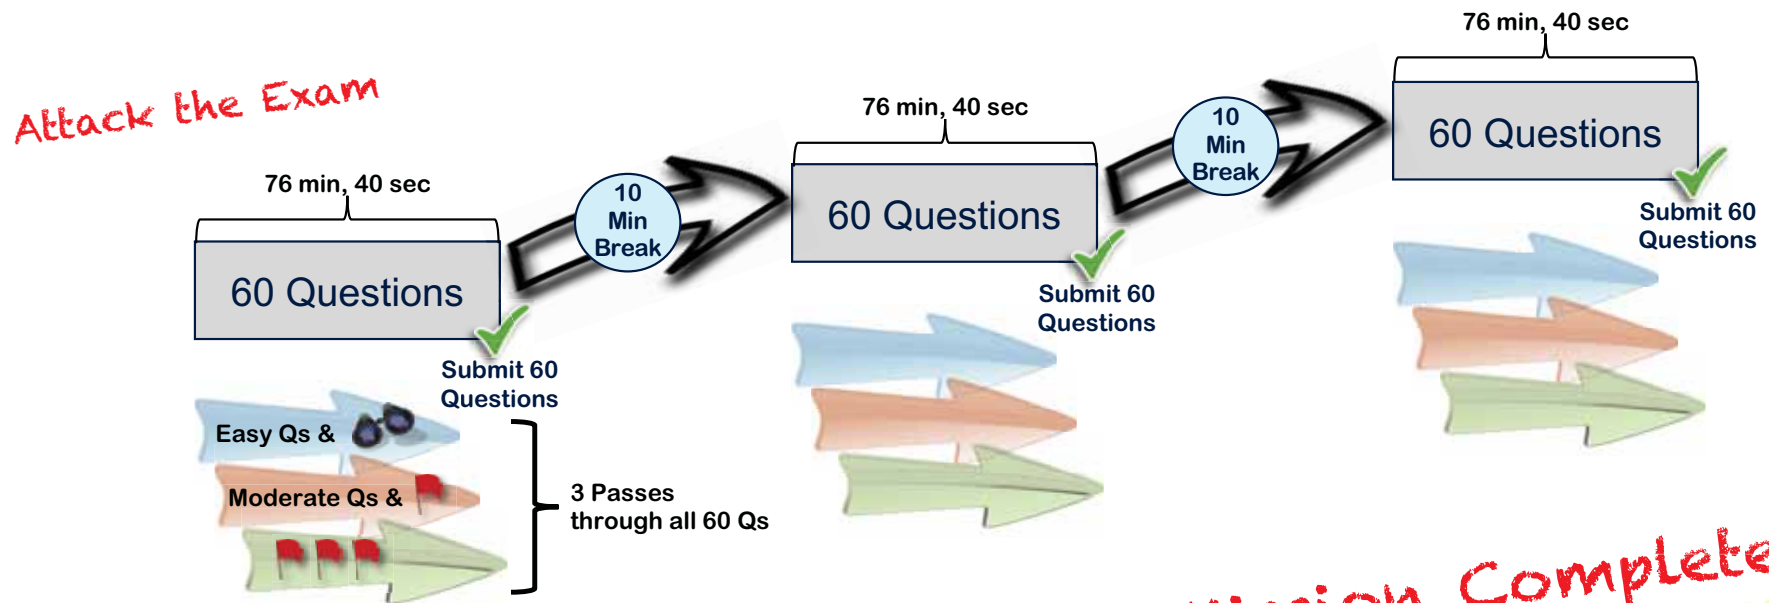 Attack the Exam
76 min, 40 sec
60 Questions
Submit 60
Questions
10
Min
Break
76 min, 40 sec
60 Questions
Submit 60
Questions
10
Min
Break
76 min, 40 sec
60 Questions
Submit 60
Questions
Easy Qs &
Moderate Qs &
3 Passes
through all 60 Qs
Complete